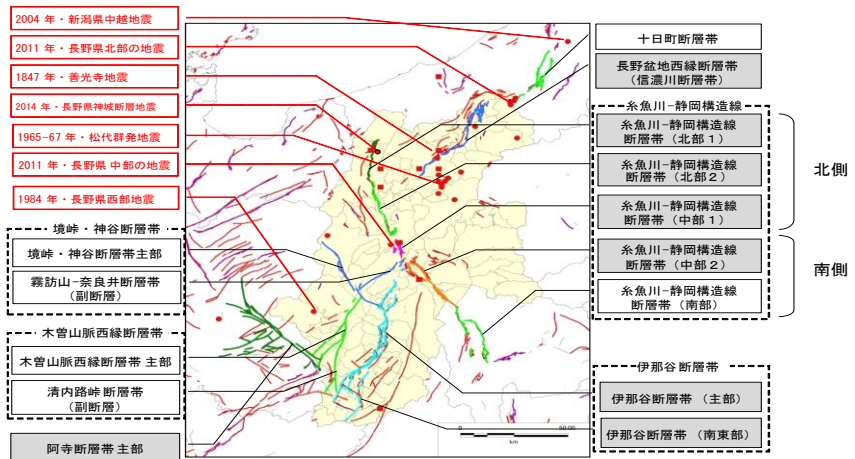 2004 年・新潟県中越地震
2011 年・長野県北部の地震
1847 年・善光寺地震
2014 年・長野県神城断層地震
1965-67 年・松代群発地震
2011 年・長野県 中部の地震
1984 年・長野県西部地震
境峠・神谷断層帯
境峠・神谷断層帯主部
霧訪山-奈良井断層帯
(副断層)
木曽山脈西縁断層帯
木曽山脈西縁断層帯 主部
清内路峠断層帯
(副断層)
阿寺断層帯 主部
0
50.00
km
十日町断層帯
長野盆地西縁断層帯
(信濃川断層帯)
糸魚川-静岡構造線
糸魚川-静岡構造線
断層帯(北部1)
糸魚川-静岡構造線
断層帯(北部2)
糸魚川-静岡構造線
断層帯(中部1)
糸魚川-静岡構造線
断層帯(中部2)
糸魚川-静岡構造線
断層帯(南部)
北側
南側
伊那谷断層帯
伊那谷断層帯 (主部)
伊那谷断層帯 (南東部)